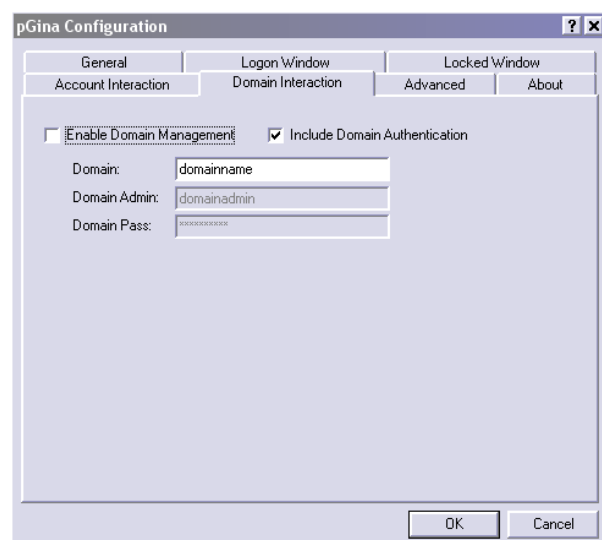 pGina Configuration
General Logon Window Locked Window
Account Interaction Domain Interaction Advanced About
Enable Domain Management Include Domain Authentication
Domain: domainname
Domain Admin: domainadmin
Domain Pass: **********
OK Cancel